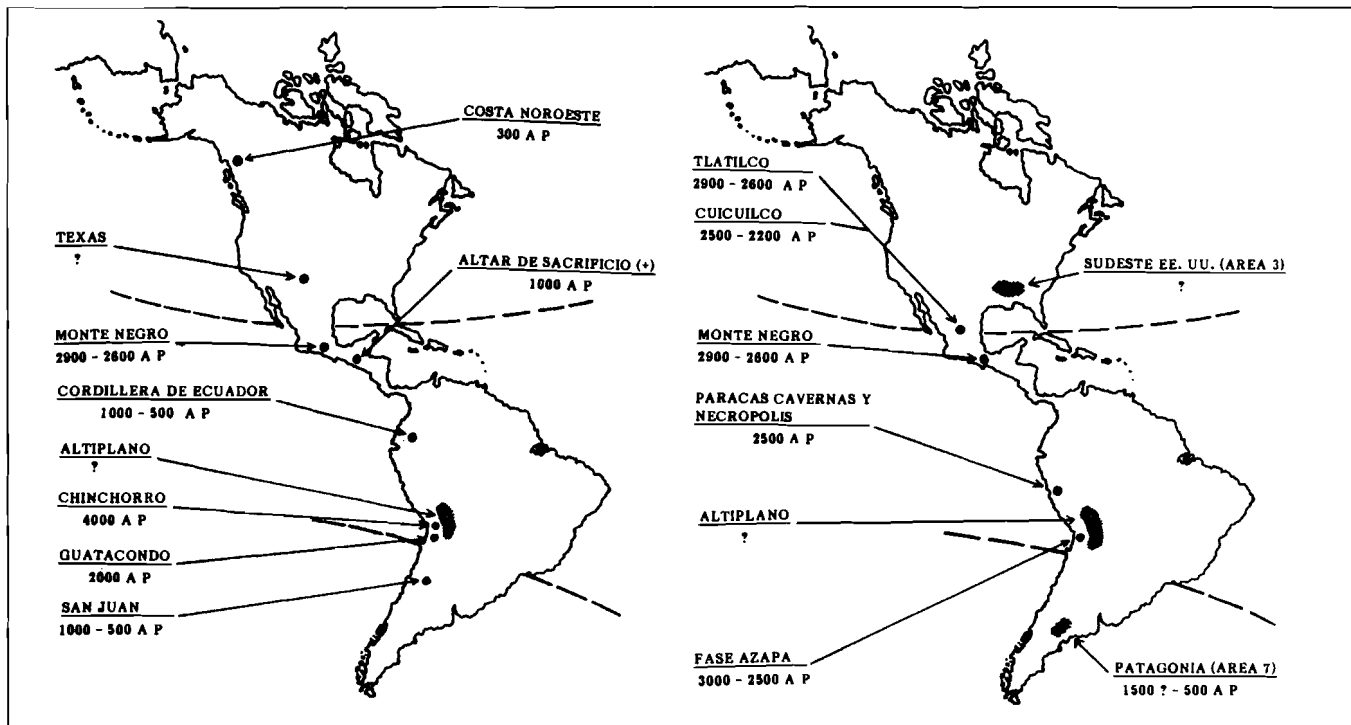 COSTA NOROESTE
300 A P
TEXAS
?
ALTAR DE SACRIFICIO (+)
1000 A P
MONTE NEGRO
2900 - 2600 A P
CORDILLERA DE ECUADOR
1000 - 500 A P
ALTIPLANO
?
CHINCHORRO
4000 A P
GUATACONDO
2000 A P
SAN JUAN
1000 - 500 A P
TLATILCO
2900 - 2600 A P
CUICUILCO
2500 - 2200 A P
SUDESTE EE. UU. (AREA 3)
?
MONTE NEGRO
2900 - 2600 A P
PARACAS CAVERNAS Y
NECROPOLIS
2500 A P
ALTIPLANO
?
FASE AZAPA
3000 - 2500 A P
PATAGONIA (AREA 7)
1500 ? - 500 A P